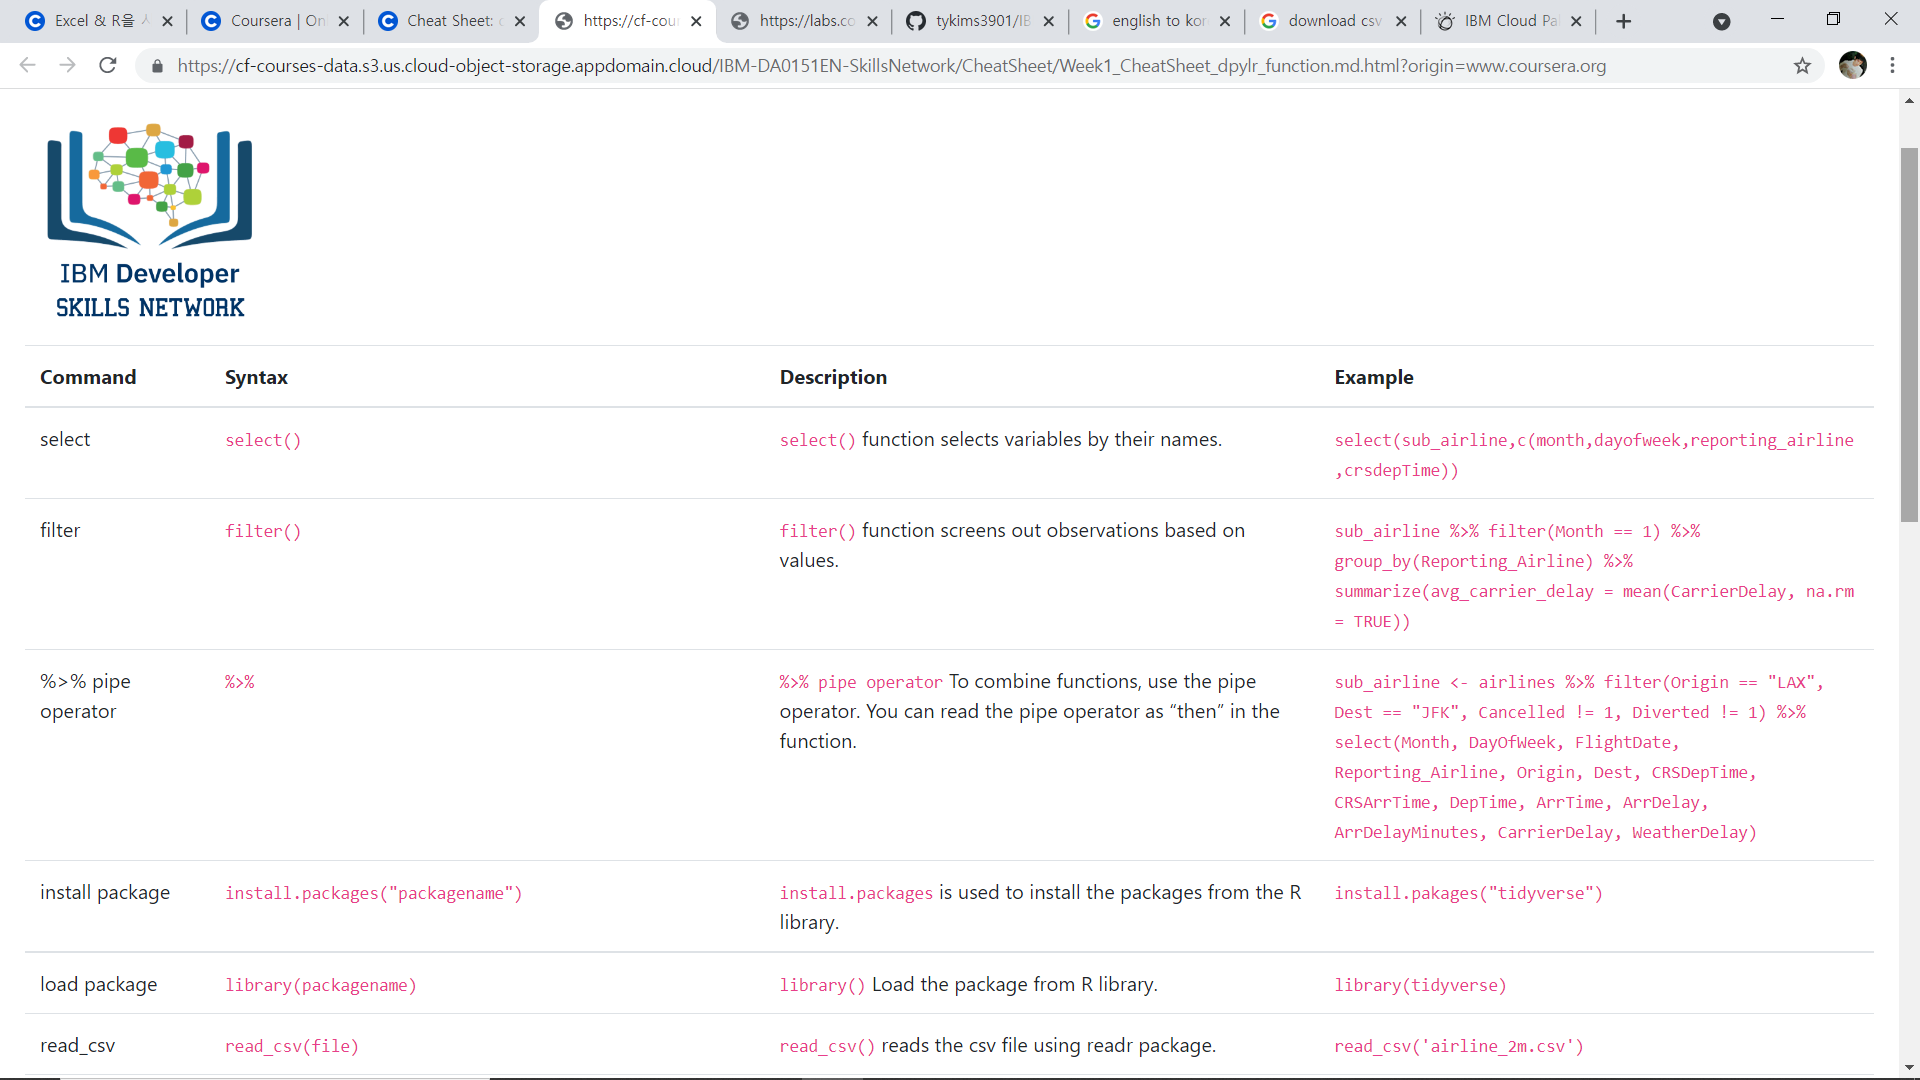 Excel & R을 시
Coursera | On
Cheat Sheet: d
https://cf-cour
https://labs.co
tykims3901/IB
english to kor
download csv
IBM Cloud Pa
https://cf-courses-data.s3.us.cloud-object-storage.appdomain.cloud/IBM-DA0151EN-SkillsNetwork/CheatSheet/Week1_CheatSheet_dpylr_function.md.html?origin=www.coursera.org
IBM Developer
SKILLS NETWORK
Command Syntax Description Example
select select() select() function selects variables by their names. select(sub_airline,c(month,dayofweek,reporting_airline
,crsdepTime))
filter filter() filter() function screens out observations based on sub_airline %>% filter(Month == 1) %>%
values. group_by(Reporting_Airline) %>%
summarize(avg_carrier_delay = mean(CarrierDelay, na.rm
= TRUE))
%>% pipe %>% %>% pipe operator To combine functions, use the pipe sub_airline <- airlines %>% filter(Origin == "LAX",
operator operator. You can read the pipe operator as “then” in the Dest == "JFK", Cancelled != 1, Diverted != 1) %>%
function. select(Month, DayOfWeek, FlightDate,
Reporting_Airline, Origin, Dest, CRSDepTime,
CRSArrTime, DepTime, ArrTime, ArrDelay,
ArrDelayMinutes, CarrierDelay, WeatherDelay)
install package install.packages("packagename") install.packages is used to install the packages from the R install.pakages("tidyverse")
library.
load package library(packagename) library() Load the package from R library. library(tidyverse)
read_csv read_csv(file) read_csv() reads the csv file using readr package. read_csv('airline_2m.csv')